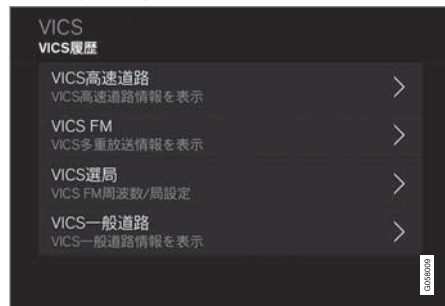 VICS
VICS履歴
VICS高速道路
VICS高速道路情報を表示
VICS FM
VICS多重放送情報を表示
VICS選局
VICS FM周波数/局設定
VICS一般道路
VICS一般道路情報を表示
G058009